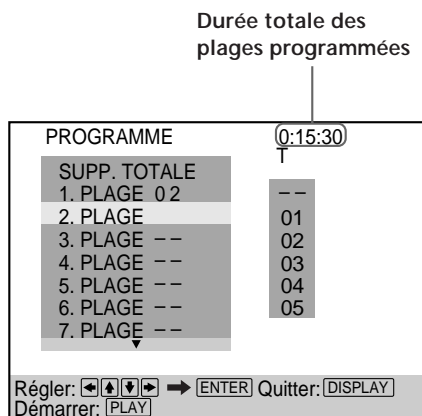 Durée totale des
plages programmées
PROGRAMME 0:15:30
T
SUPP. TOTALE
1. PLAGE 0 2 – –
2. PLAGE 01
3. PLAGE – – 02
4. PLAGE – – 03
5. PLAGE – – 04
6. PLAGE – – 05
7. PLAGE – –
Régler: ENTER Quitter: DISPLAY
Démarrer: PLAY